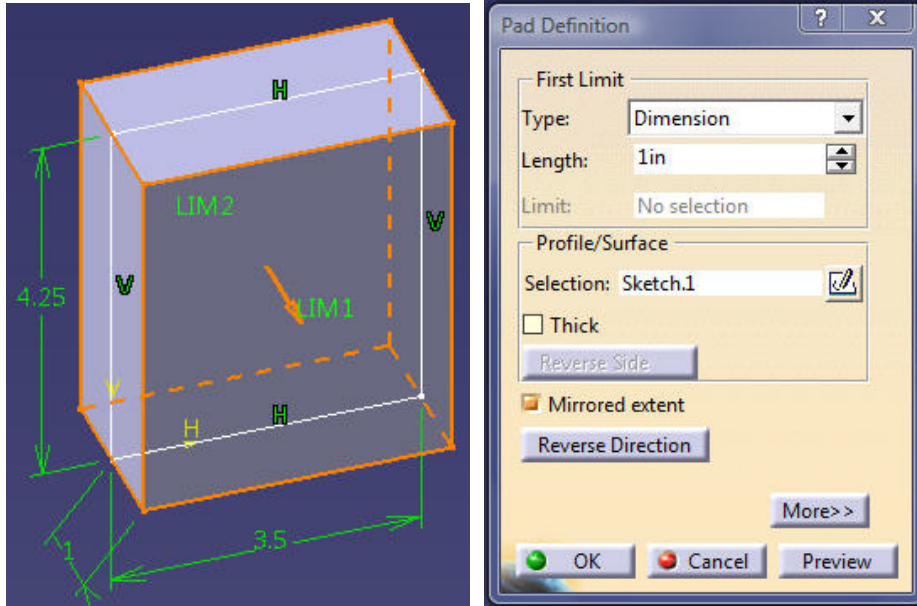 H
LIM2
V
V
4.25
LIM1
V
H
H
3.5
1
Pad Definition
? X
First Limit
Type: Dimension
Length: 1in
Limit: No selection
Profile/Surface
Selection: Sketch.1
Thick
Reverse Side
Mirrored extent
Reverse Direction
More>>
OK Cancel Preview